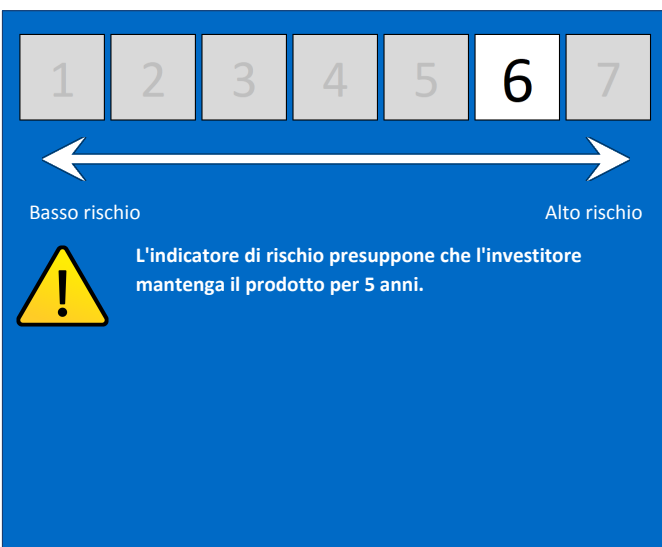 1 2 3 4 5 6 7
Basso rischio Alto rischio
L'indicatore di rischio presuppone che l'investitore
mantenga il prodotto per 5 anni.